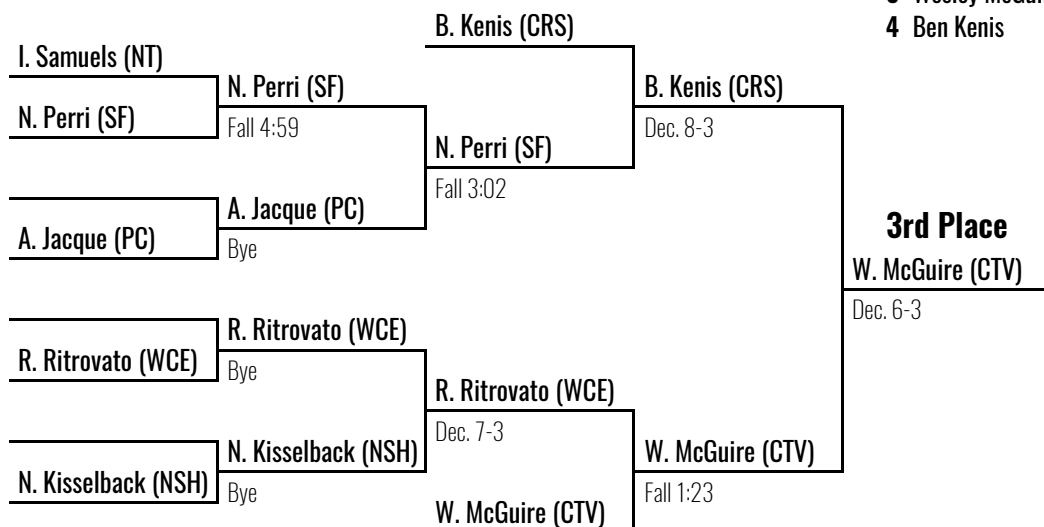 3 Wesley McGui
4 Ben Kenis
B. Kenis (CRS)
I. Samuels (NT)
N. Perri (SF)
N. Perri (SF)
Fall 4:59
B. Kenis (CRS)
Dec. 8-3
N. Perri (SF)
Fall 3:02
A. Jacque (PC)
A. Jacque (PC)
Bye
3rd Place
W. McGuire (CTV)
Dec. 6-3
R. Ritrovato (WCE)
R. Ritrovato (WCE)
Bye
R. Ritrovato (WCE)
Dec. 7-3
N. Kisselback (NSH)
N. Kisselback (NSH)
Bye
W. McGuire (CTV)
Fall 1:23
W. McGuire (CTV)